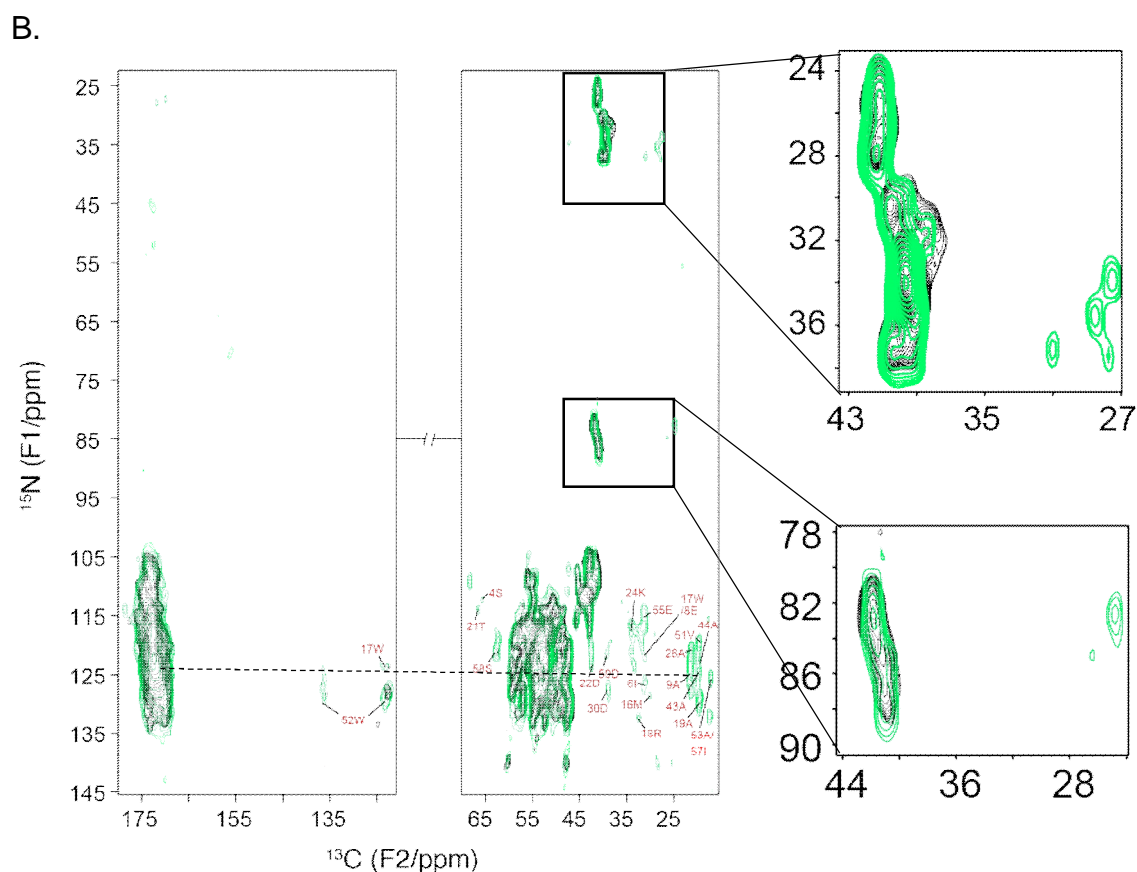 B.
24
28
32
36
43 35 27
78
82
86
90
44 36 28
¹⁵N (F1/ppm)
25
35
45
55
65
75
85
95
105
115
125
135
145
//
175 155 135
65 55 45 35 25
¹³C (F2/ppm)
17W
52W
4S
21T
58S
22D
30D
24K
55E
17W
51V
44A
28A
6I
9A
16M
43A
19A
18R
53A/
57I